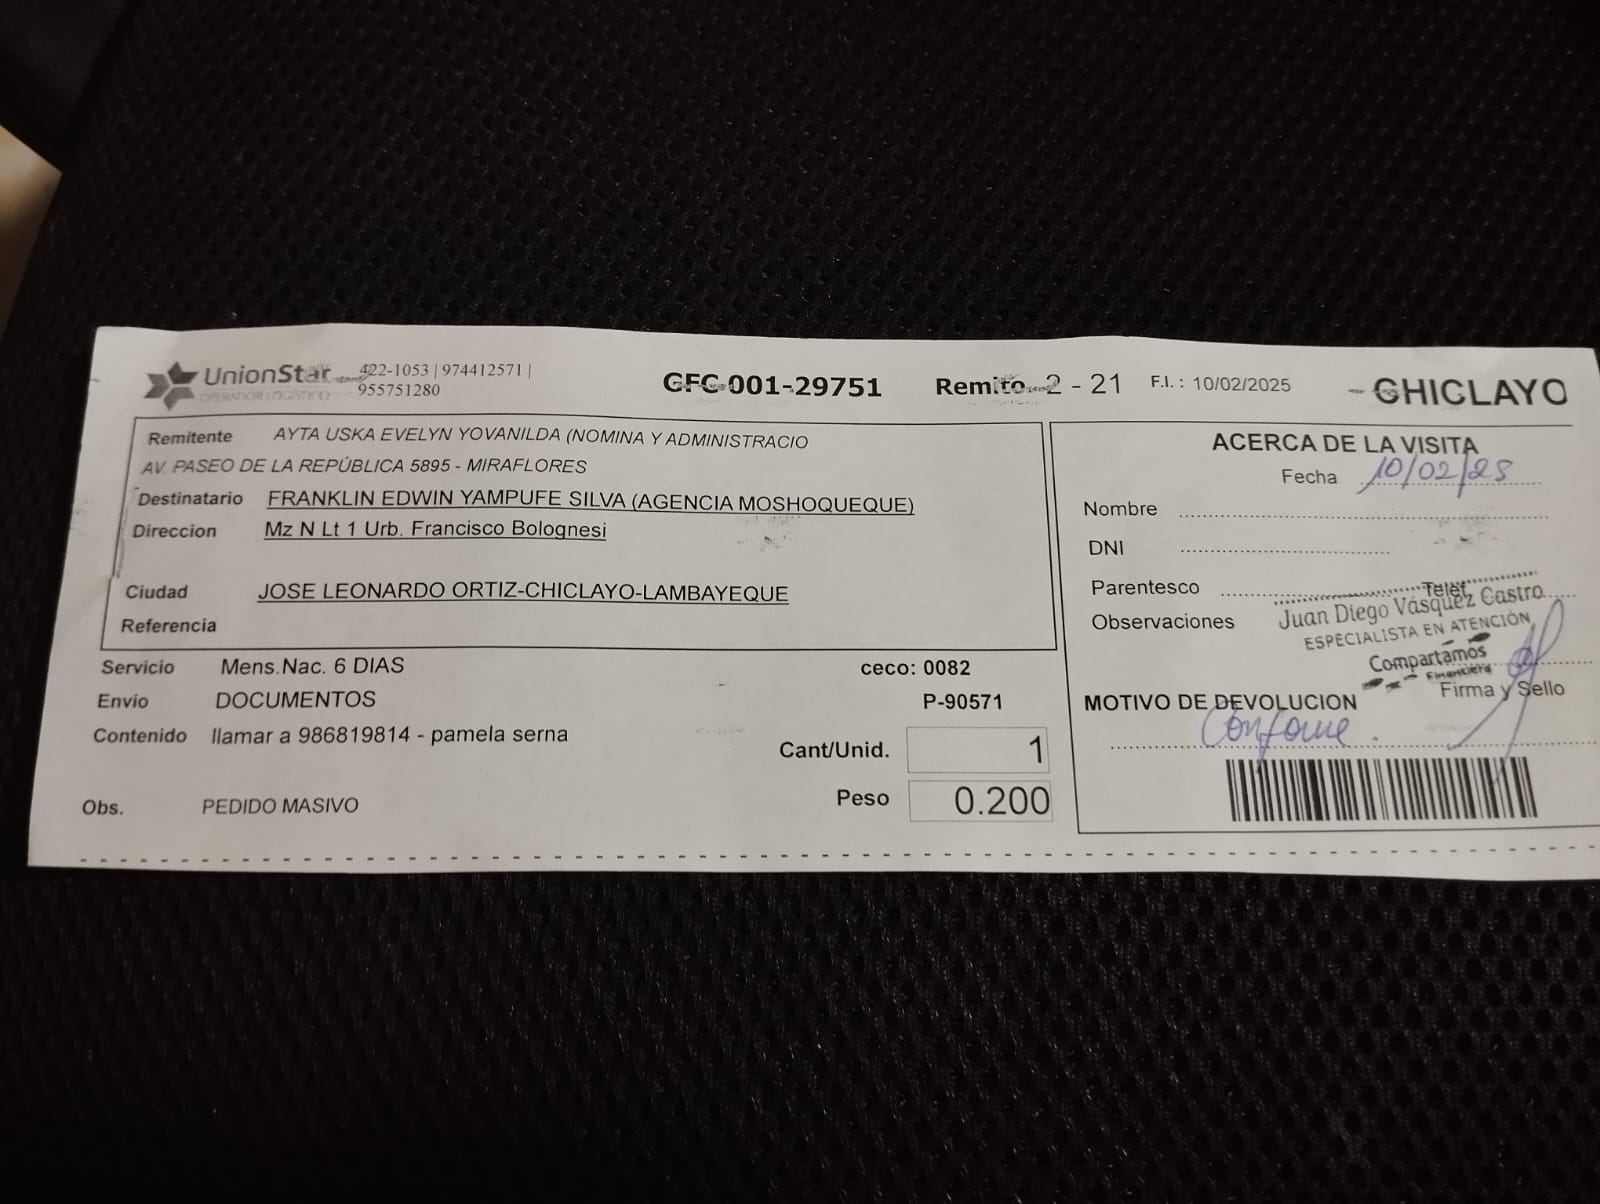 UnionStar 422-1053 | 974412571 |
OPERADOR LOGISTICO 955751280
GFC-001-29751 Remito 2 - 21 F.I. : 10/02/2025 CHICLAYO
Remitente AYTA USKA EVELYN YOVANILDA (NOMINA Y ADMINISTRACIO
AV. PASEO DE LA REPÚBLICA 5895 - MIRAFLORES
Destinatario FRANKLIN EDWIN YAMPUFE SILVA (AGENCIA MOSHOQUEQUE)
Direccion Mz N Lt 1 Urb. Francisco Bolognesi
Ciudad JOSE LEONARDO ORTIZ-CHICLAYO-LAMBAYEQUE
Referencia
Servicio Mens.Nac. 6 DIAS ceco: 0082
Envío DOCUMENTOS P-90571
Contenido llamar a 986819814 - pamela serna
Cant/Unid. 1
Obs. PEDIDO MASIVO
Peso 0.200
ACERCA DE LA VISITA
Fecha 10/02/25
Nombre
DNI
Parentesco Telef.
Observaciones Juan Diego Vásquez Castro
ESPECIALISTA EN ATENCIÓN
Compartamos
Financiera
Firma y Sello
MOTIVO DE DEVOLUCION
Conforme.